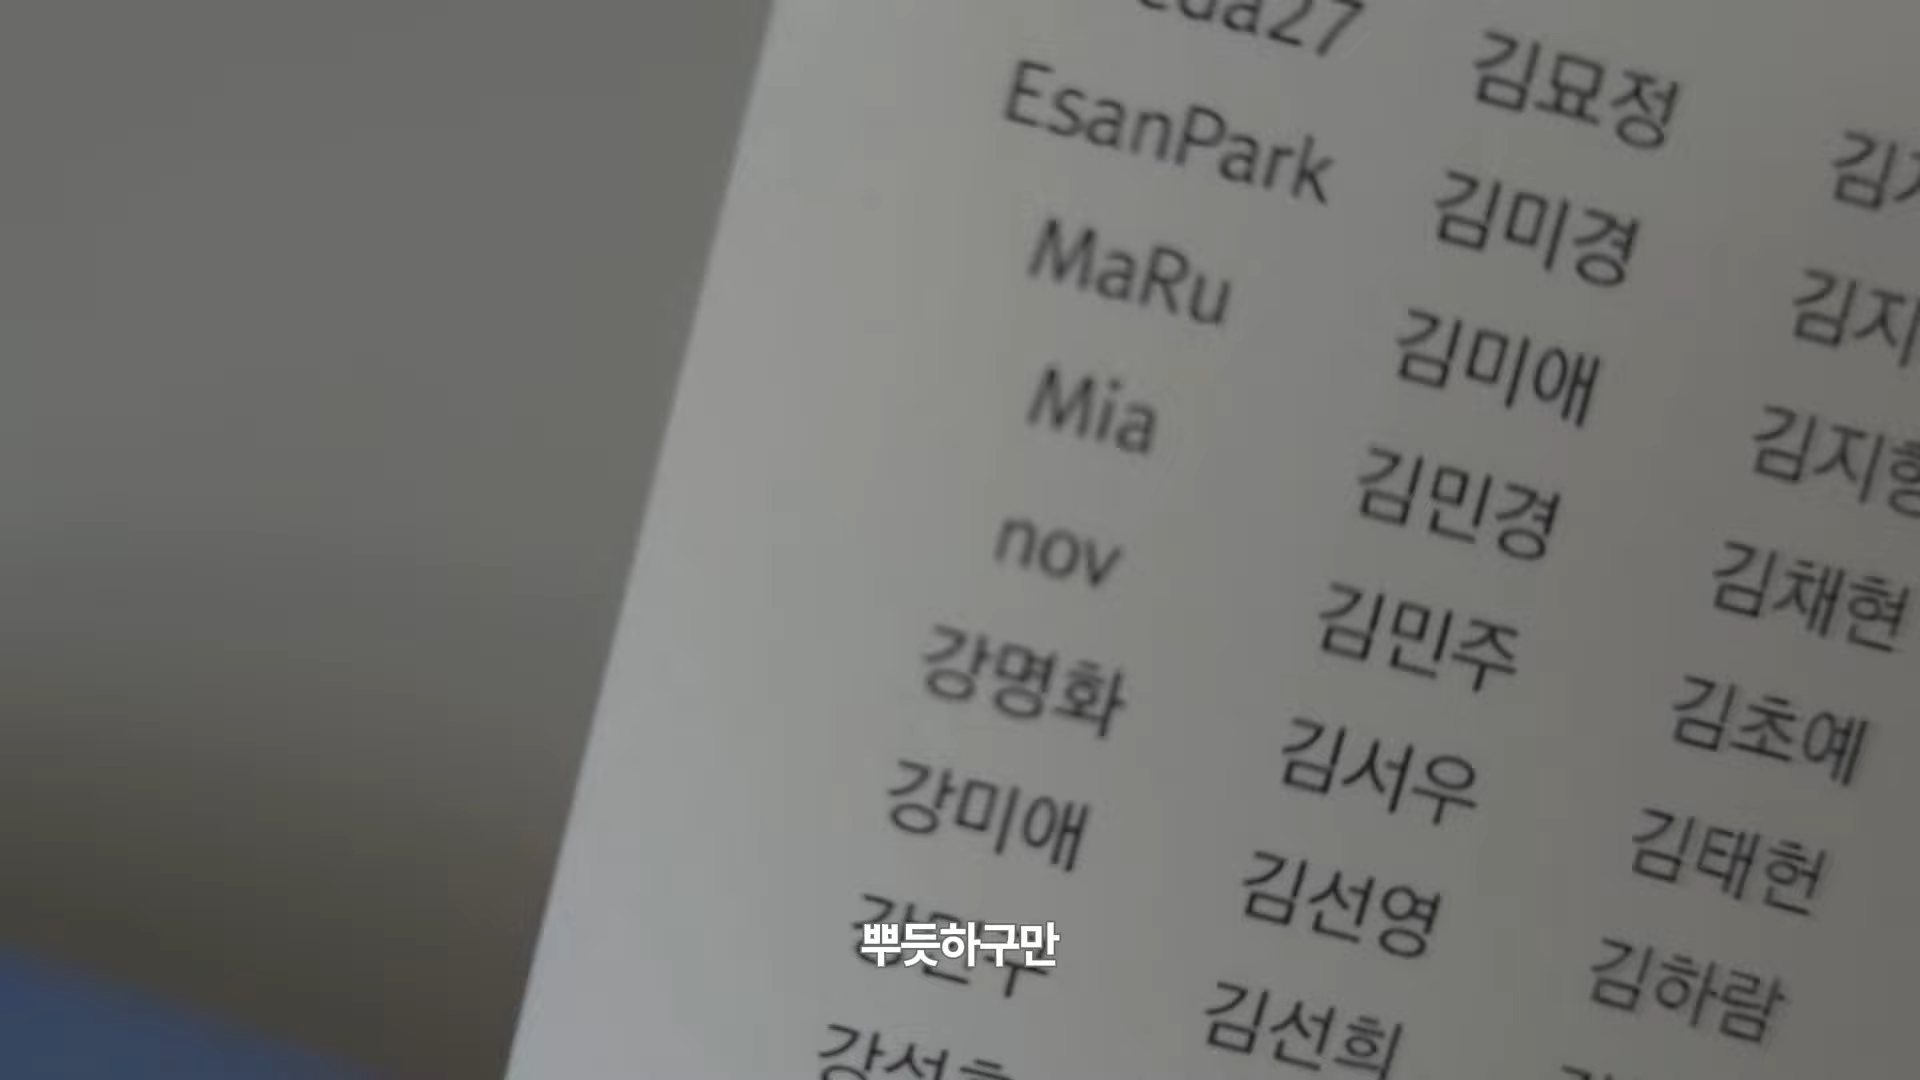 EsanPark
MaRu
Mia
nov
강명화
강미애
김묘정
김미경
김미애
김민경
김민주
김서우
김선영
김선희
김채현
김초예
김태헌
김하람
뿌듯하구만